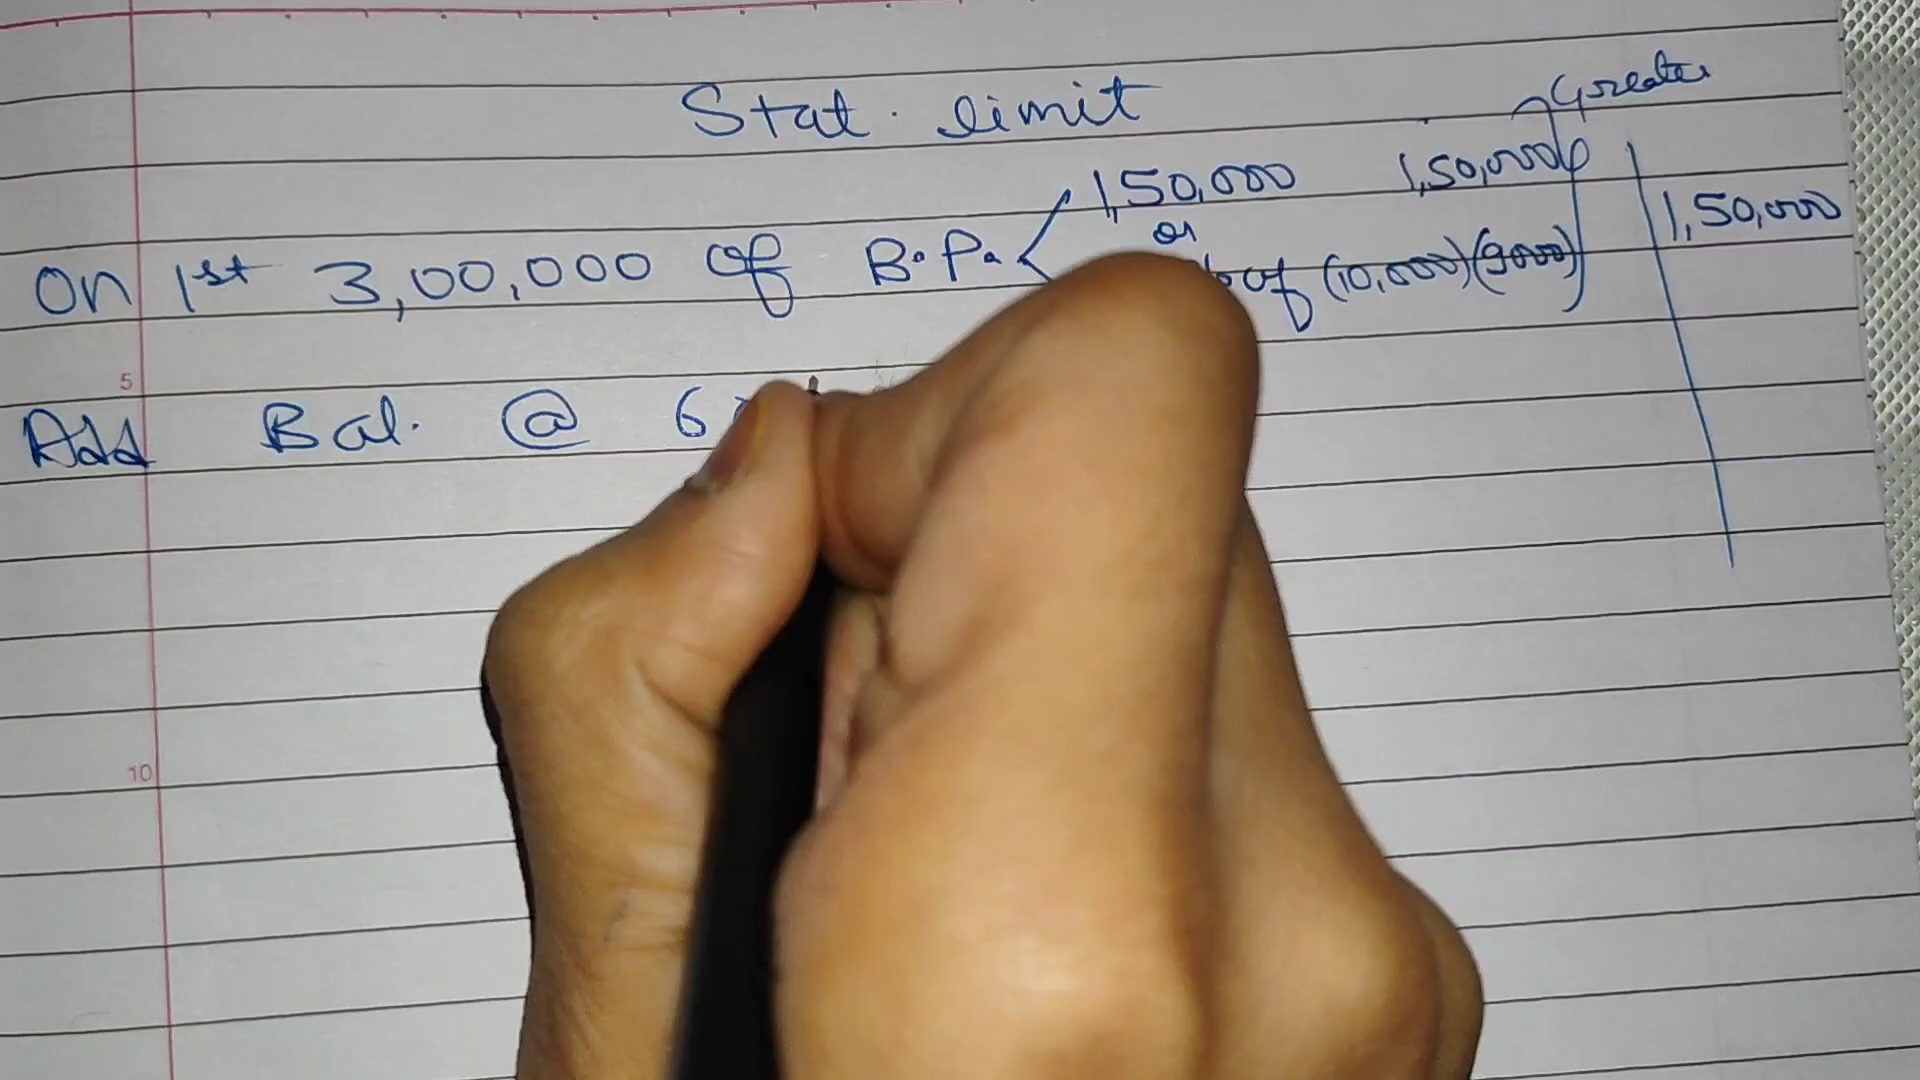 Greater
Stat. limit
1,50,000 1,50,000
1,50,000
or
On 1st 3,00,000 of B.P. of (10,000)(9000)
5
Add Bal. @ 6
10